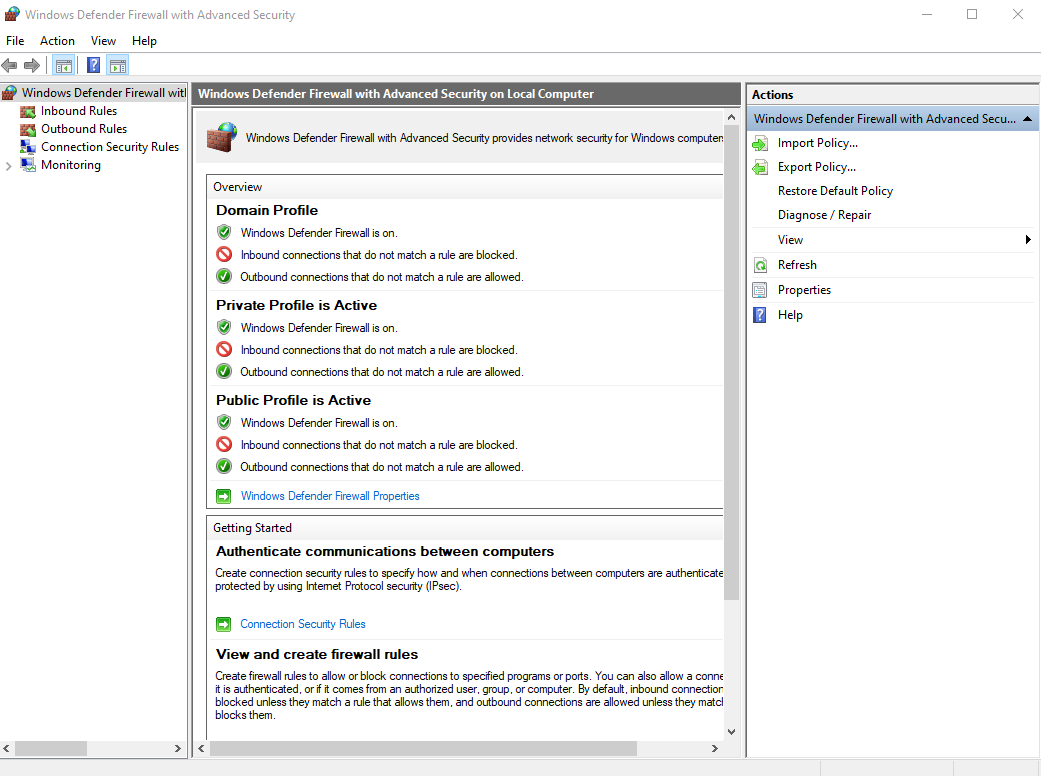 Windows Defender Firewall with Advanced Security
File Action View Help
Windows Defender Firewall with
Inbound Rules
Outbound Rules
Connection Security Rules
Monitoring
Windows Defender Firewall with Advanced Security on Local Computer
Windows Defender Firewall with Advanced Security provides network security for Windows computers
Overview
Domain Profile
Windows Defender Firewall is on.
Inbound connections that do not match a rule are blocked.
Outbound connections that do not match a rule are allowed.
Private Profile is Active
Windows Defender Firewall is on.
Inbound connections that do not match a rule are blocked.
Outbound connections that do not match a rule are allowed.
Public Profile is Active
Windows Defender Firewall is on.
Inbound connections that do not match a rule are blocked.
Outbound connections that do not match a rule are allowed.
Windows Defender Firewall Properties
Getting Started
Authenticate communications between computers
Create connection security rules to specify how and when connections between computers are authenticate
protected by using Internet Protocol security (IPsec).
Connection Security Rules
View and create firewall rules
Create firewall rules to allow or block connections to specified programs or ports. You can also allow a conne
it is authenticated, or if it comes from an authorized user, group, or computer. By default, inbound connection
blocked unless they match a rule that allows them, and outbound connections are allowed unless they matc
blocks them.
Actions
Windows Defender Firewall with Advanced Secu...
Import Policy...
Export Policy...
Restore Default Policy
Diagnose / Repair
View
Refresh
Properties
Help